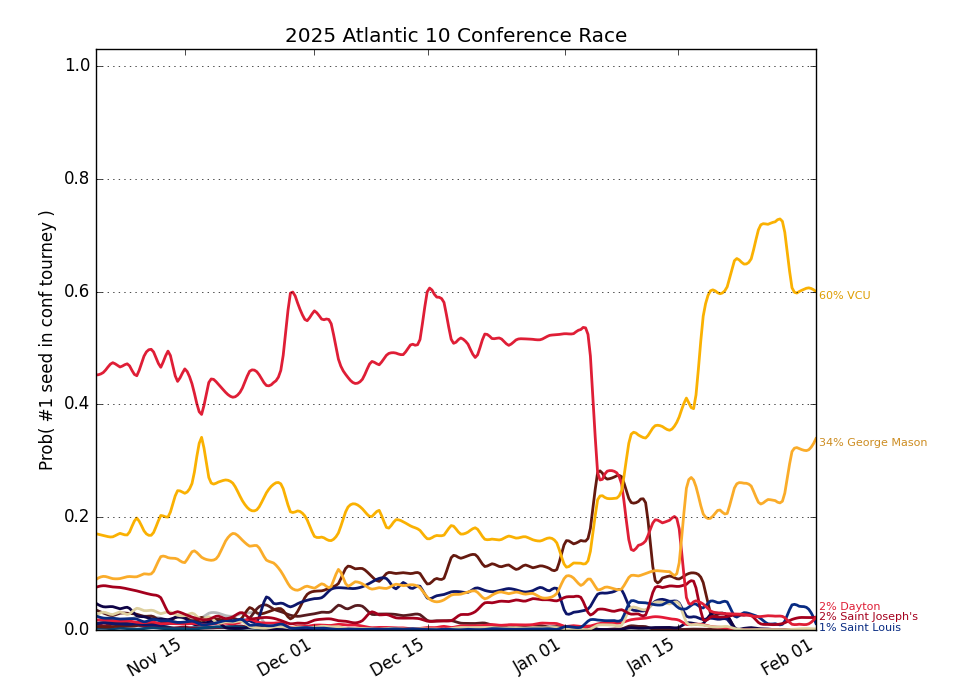 2025 Atlantic 10 Conference Race
Prob( #1 seed in conf tourney )
1.0
0.8
0.6
0.4
0.2
0.0
60% VCU
34% George Mason
2% Dayton
2% Saint Joseph's
1% Saint Louis
Nov 15
Dec 01
Dec 15
Jan 01
Jan 15
Feb 01